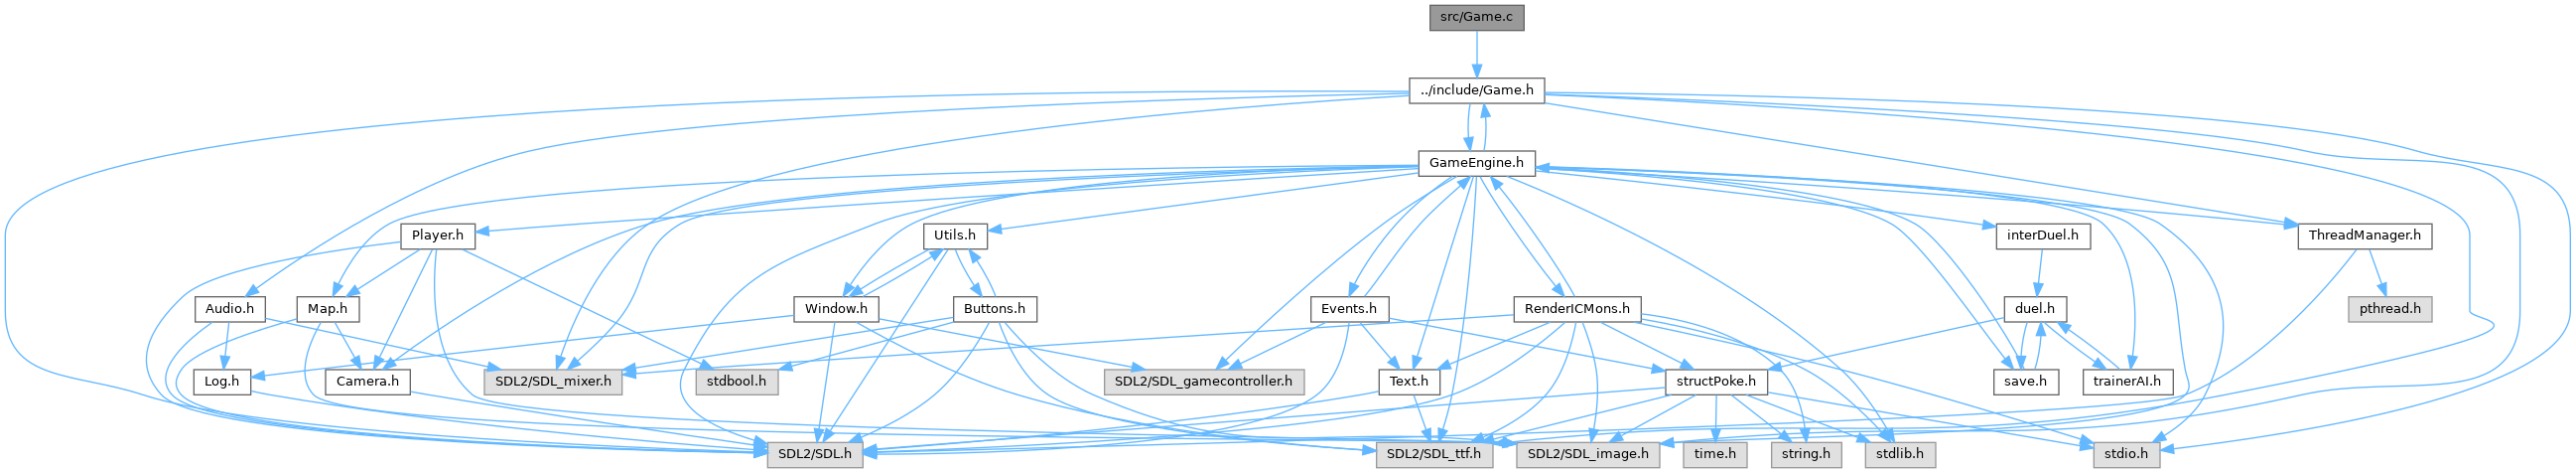 src/Game.c
../include/Game.h
GameEngine.h
Player.h
Utils.h
interDuel.h
ThreadManager.h
Audio.h
Map.h
Window.h
Buttons.h
Events.h
RenderICMons.h
duel.h
pthread.h
Log.h
Camera.h
SDL2/SDL_mixer.h
stdbool.h
SDL2/SDL_gamecontroller.h
Text.h
structPoke.h
save.h
trainerAI.h
SDL2/SDL.h
SDL2/SDL_ttf.h
SDL2/SDL_image.h
time.h
string.h
stdlib.h
stdio.h